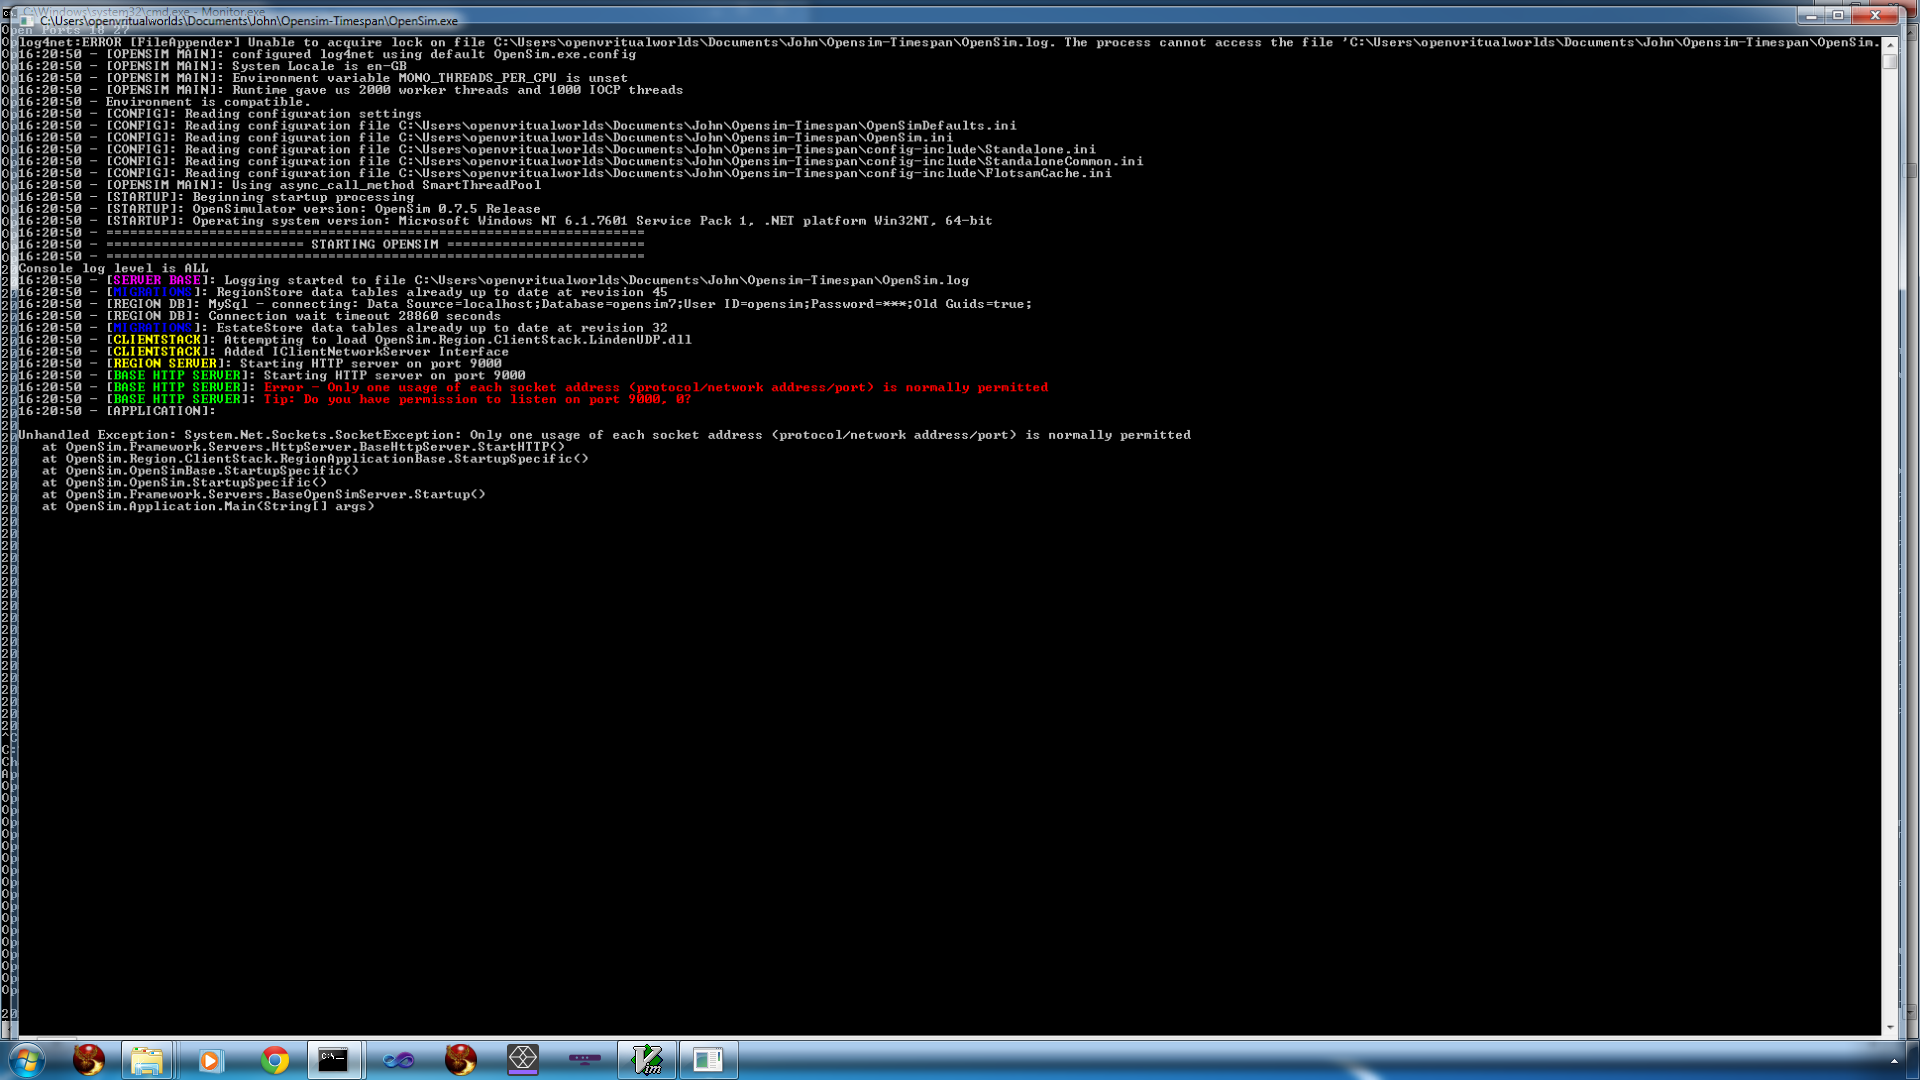 C:\Windows\system32\cmd.exe - Monitor.exe
C:\Users\openvritualworlds\Documents\John\Opensim-Timespan\OpenSim.exe
Open Ports 18 27
log4net:ERROR [FileAppender] Unable to acquire lock on file C:\Users\openvritualworlds\Documents\John\Opensim-Timespan\OpenSim.log. The process cannot access the file 'C:\Users\openvritualworlds\Documents\John\Opensim-Timespan\OpenSim.
16:20:50 - [OPENSIM MAIN]: configured log4net using default OpenSim.exe.config
16:20:50 - [OPENSIM MAIN]: System Locale is en-GB
16:20:50 - [OPENSIM MAIN]: Environment variable MONO_THREADS_PER_CPU is unset
16:20:50 - [OPENSIM MAIN]: Runtime gave us 2000 worker threads and 1000 IOCP threads
16:20:50 - Environment is compatible.
16:20:50 - [CONFIG]: Reading configuration settings
16:20:50 - [CONFIG]: Reading configuration file C:\Users\openvritualworlds\Documents\John\Opensim-Timespan\OpenSimDefaults.ini
16:20:50 - [CONFIG]: Reading configuration file C:\Users\openvritualworlds\Documents\John\Opensim-Timespan\OpenSim.ini
16:20:50 - [CONFIG]: Reading configuration file C:\Users\openvritualworlds\Documents\John\Opensim-Timespan\config-include\Standalone.ini
16:20:50 - [CONFIG]: Reading configuration file C:\Users\openvritualworlds\Documents\John\Opensim-Timespan\config-include\StandaloneCommon.ini
16:20:50 - [CONFIG]: Reading configuration file C:\Users\openvritualworlds\Documents\John\Opensim-Timespan\config-include\FlotsamCache.ini
16:20:50 - [OPENSIM MAIN]: Using async_call_method SmartThreadPool
16:20:50 - [STARTUP]: Beginning startup processing
16:20:50 - [STARTUP]: OpenSimulator version: OpenSim 0.7.5 Release
16:20:50 - [STARTUP]: Operating system version: Microsoft Windows NT 6.1.7601 Service Pack 1, .NET platform Win32NT, 64-bit
16:20:50 - ====================================================================
16:20:50 - ========================= STARTING OPENSIM =========================
16:20:50 - ====================================================================
Console log level is ALL
16:20:50 - [SERVER BASE]: Logging started to file C:\Users\openvritualworlds\Documents\John\Opensim-Timespan\OpenSim.log
16:20:50 - [MIGRATIONS]: RegionStore data tables already up to date at revision 45
16:20:50 - [REGION DB]: MySql - connecting: Data Source=localhost;Database=opensim7;User ID=opensim;Password=***;Old Guids=true;
16:20:50 - [REGION DB]: Connection wait timeout 28860 seconds
16:20:50 - [MIGRATIONS]: EstateStore data tables already up to date at revision 32
16:20:50 - [CLIENTSTACK]: Attempting to load OpenSim.Region.ClientStack.LindenUDP.dll
16:20:50 - [CLIENTSTACK]: Added IClientNetworkServer Interface
16:20:50 - [REGION SERVER]: Starting HTTP server on port 9000
16:20:50 - [BASE HTTP SERVER]: Starting HTTP server on port 9000
16:20:50 - [BASE HTTP SERVER]: Error - Only one usage of each socket address (protocol/network address/port) is normally permitted
16:20:50 - [BASE HTTP SERVER]: Tip: Do you have permission to listen on port 9000, 0?
16:20:50 - [APPLICATION]:
Unhandled Exception: System.Net.Sockets.SocketException: Only one usage of each socket address (protocol/network address/port) is normally permitted
at OpenSim.Framework.Servers.HttpServer.BaseHttpServer.StartHTTP()
at OpenSim.Region.ClientStack.RegionApplicationBase.StartupSpecific()
at OpenSim.OpenSimBase.StartupSpecific()
at OpenSim.OpenSim.StartupSpecific()
at OpenSim.Framework.Servers.BaseOpenSimServer.Startup()
at OpenSim.Application.Main(String[] args)